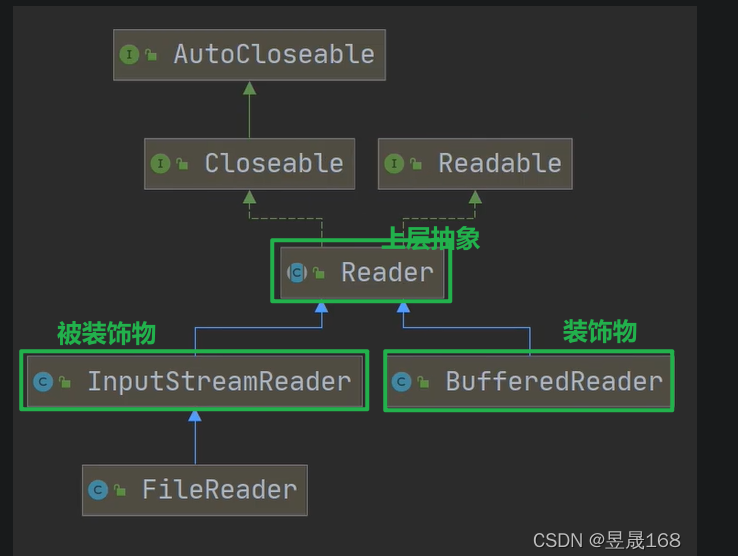 AutoCloseable
Closeable
Readable
上层抽象
Reader
被装饰物
装饰物
InputStreamReader
BufferedReader
FileReader
CSDN @昱晟168